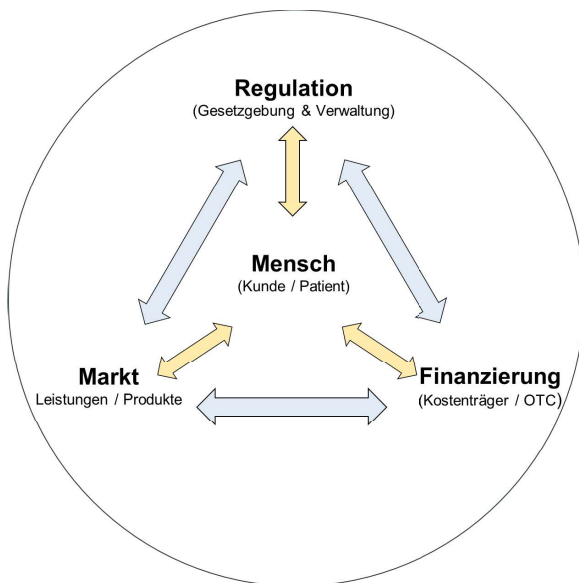 Regulation
(Gesetzgebung & Verwaltung)
Mensch
(Kunde / Patient)
Markt
Leistungen / Produkte
Finanzierung
(Kostenträger / OTC)